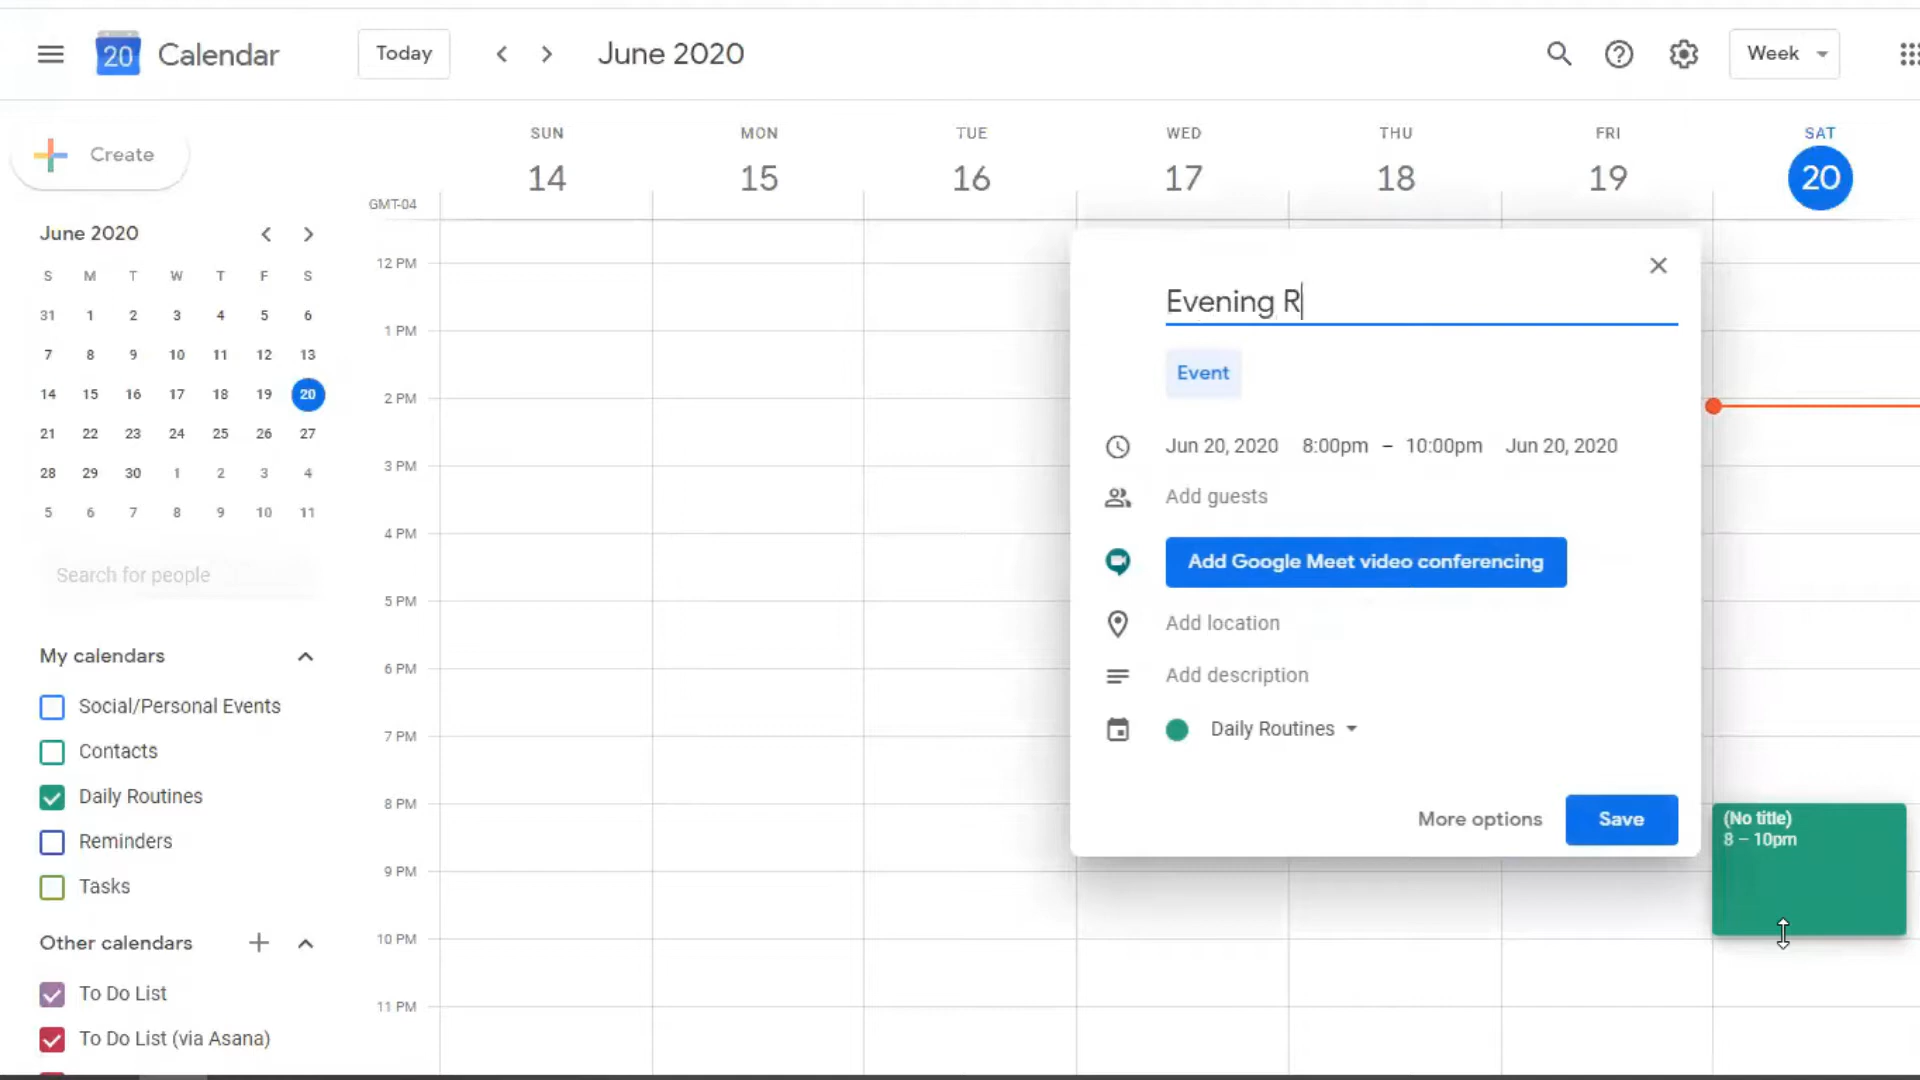 20 Calendar Today June 2020 Week
Create
June 2020
S M T W T F S
31 1 2 3 4 5 6
7 8 9 10 11 12 13
14 15 16 17 18 19 20
21 22 23 24 25 26 27
28 29 30 1 2 3 4
5 6 7 8 9 10 11
Search for people
My calendars
Social/Personal Events
Contacts
Daily Routines
Reminders
Tasks
Other calendars
To Do List
To Do List (via Asana)
SUN MON TUE WED THU FRI SAT
14 15 16 17 18 19 20
GMT-04
12 PM
1 PM
2 PM
3 PM
4 PM
5 PM
6 PM
7 PM
8 PM
9 PM
10 PM
11 PM
Evening R
Event
Jun 20, 2020 8:00pm – 10:00pm Jun 20, 2020
Add guests
Add Google Meet video conferencing
Add location
Add description
Daily Routines
More options Save
(No title)
8 – 10pm